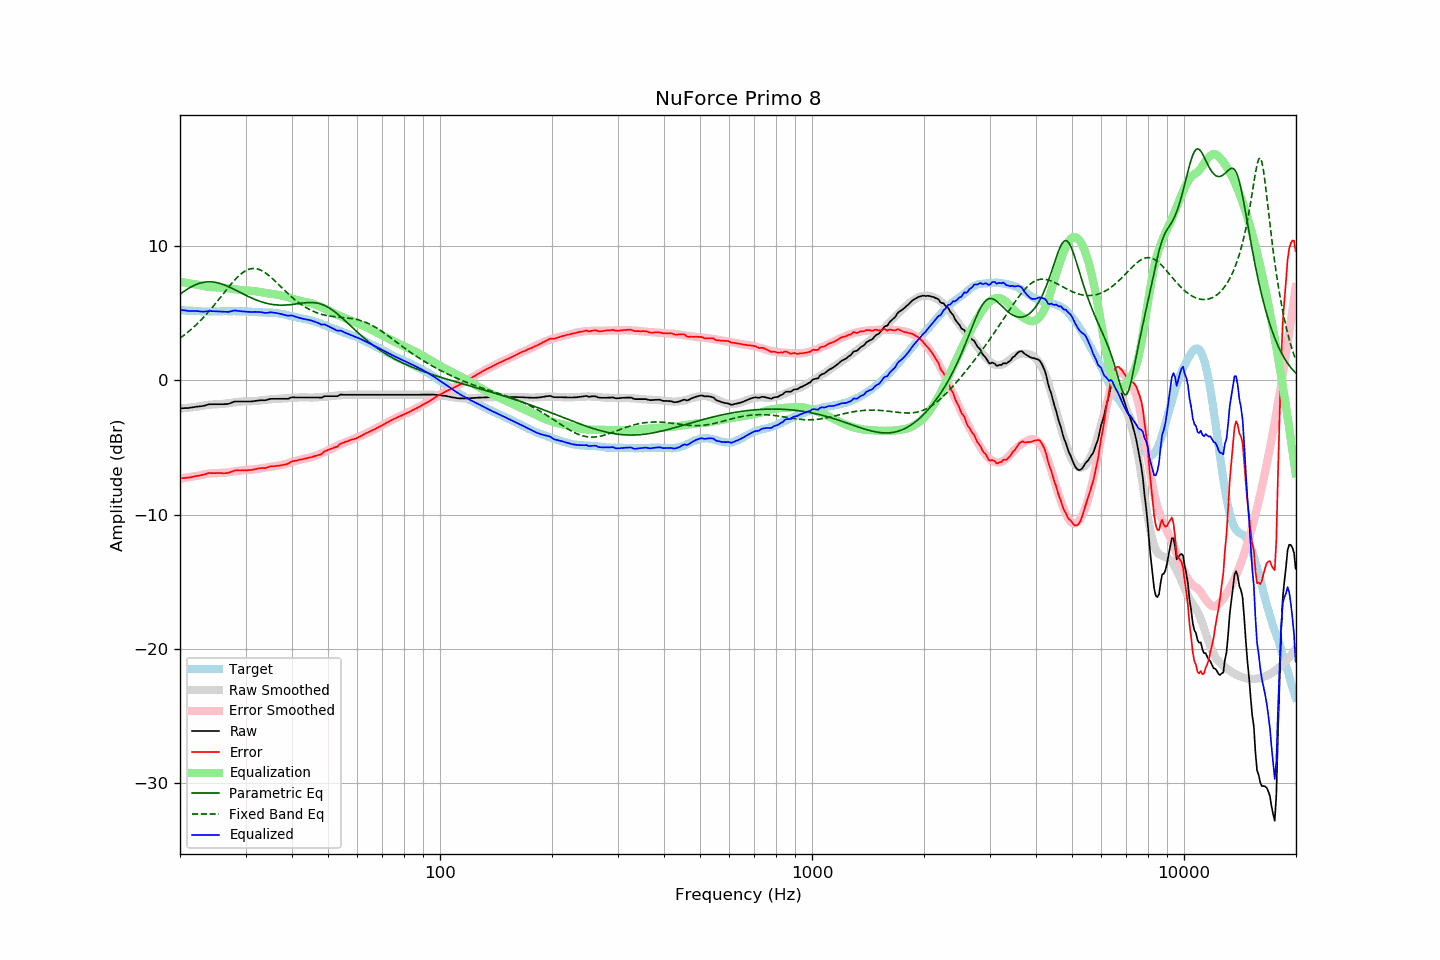 NuForce Primo 8
Amplitude (dBr)
10
0
−10
−20
−30
Target
Raw Smoothed
Error Smoothed
Raw
Error
Equalization
Parametric Eq
Fixed Band Eq
Equalized
100
1000
10000
Frequency (Hz)